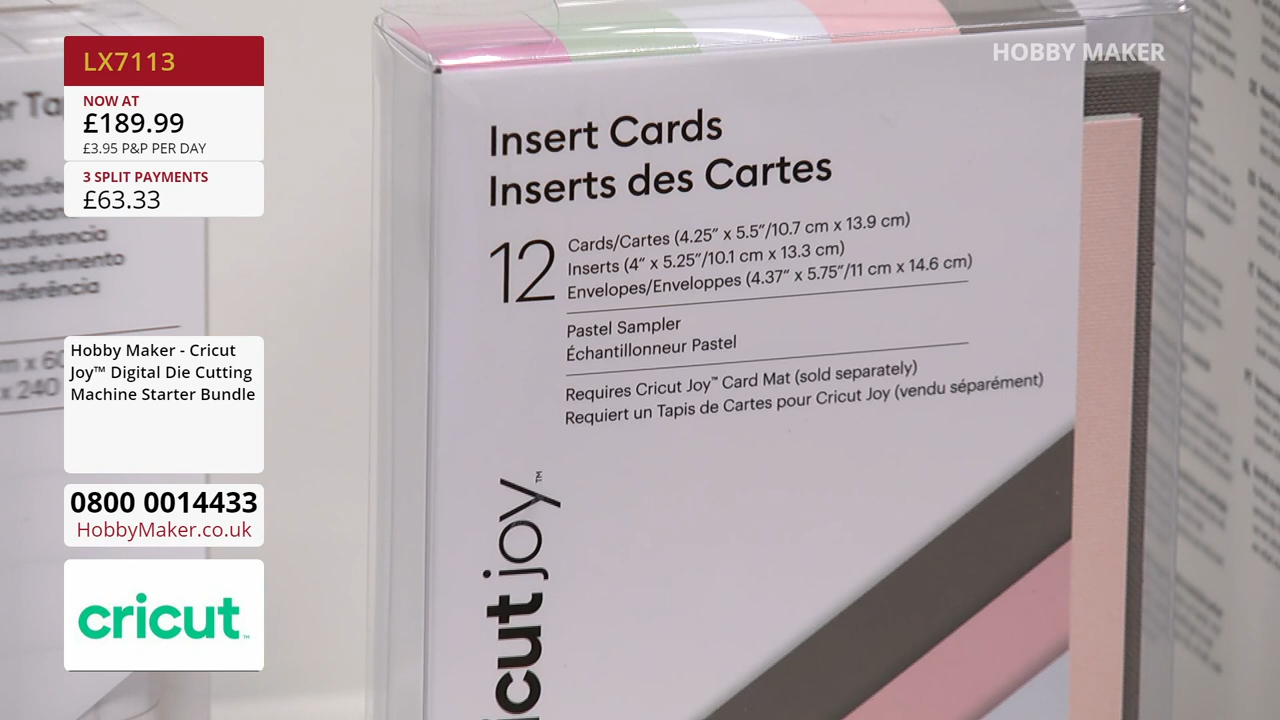 LX7113
NOW AT
£189.99
£3.95 P&P PER DAY
3 SPLIT PAYMENTS
£63.33
Hobby Maker - Cricut
Joy™ Digital Die Cutting
Machine Starter Bundle
0800 0014433
HobbyMaker.co.uk
cricut™
HOBBY MAKER
Insert Cards
Inserts des Cartes
12
Cards/Cartes (4.25” x 5.5”/10.7 cm x 13.9 cm)
Inserts (4” x 5.25”/10.1 cm x 13.3 cm)
Envelopes/Enveloppes (4.37” x 5.75”/11 cm x 14.6 cm)
Pastel Sampler
Échantillonneur Pastel
Requires Cricut Joy™ Card Mat (sold separately)
Requiert un Tapis de Cartes pour Cricut Joy (vendu séparément)
icut joy™